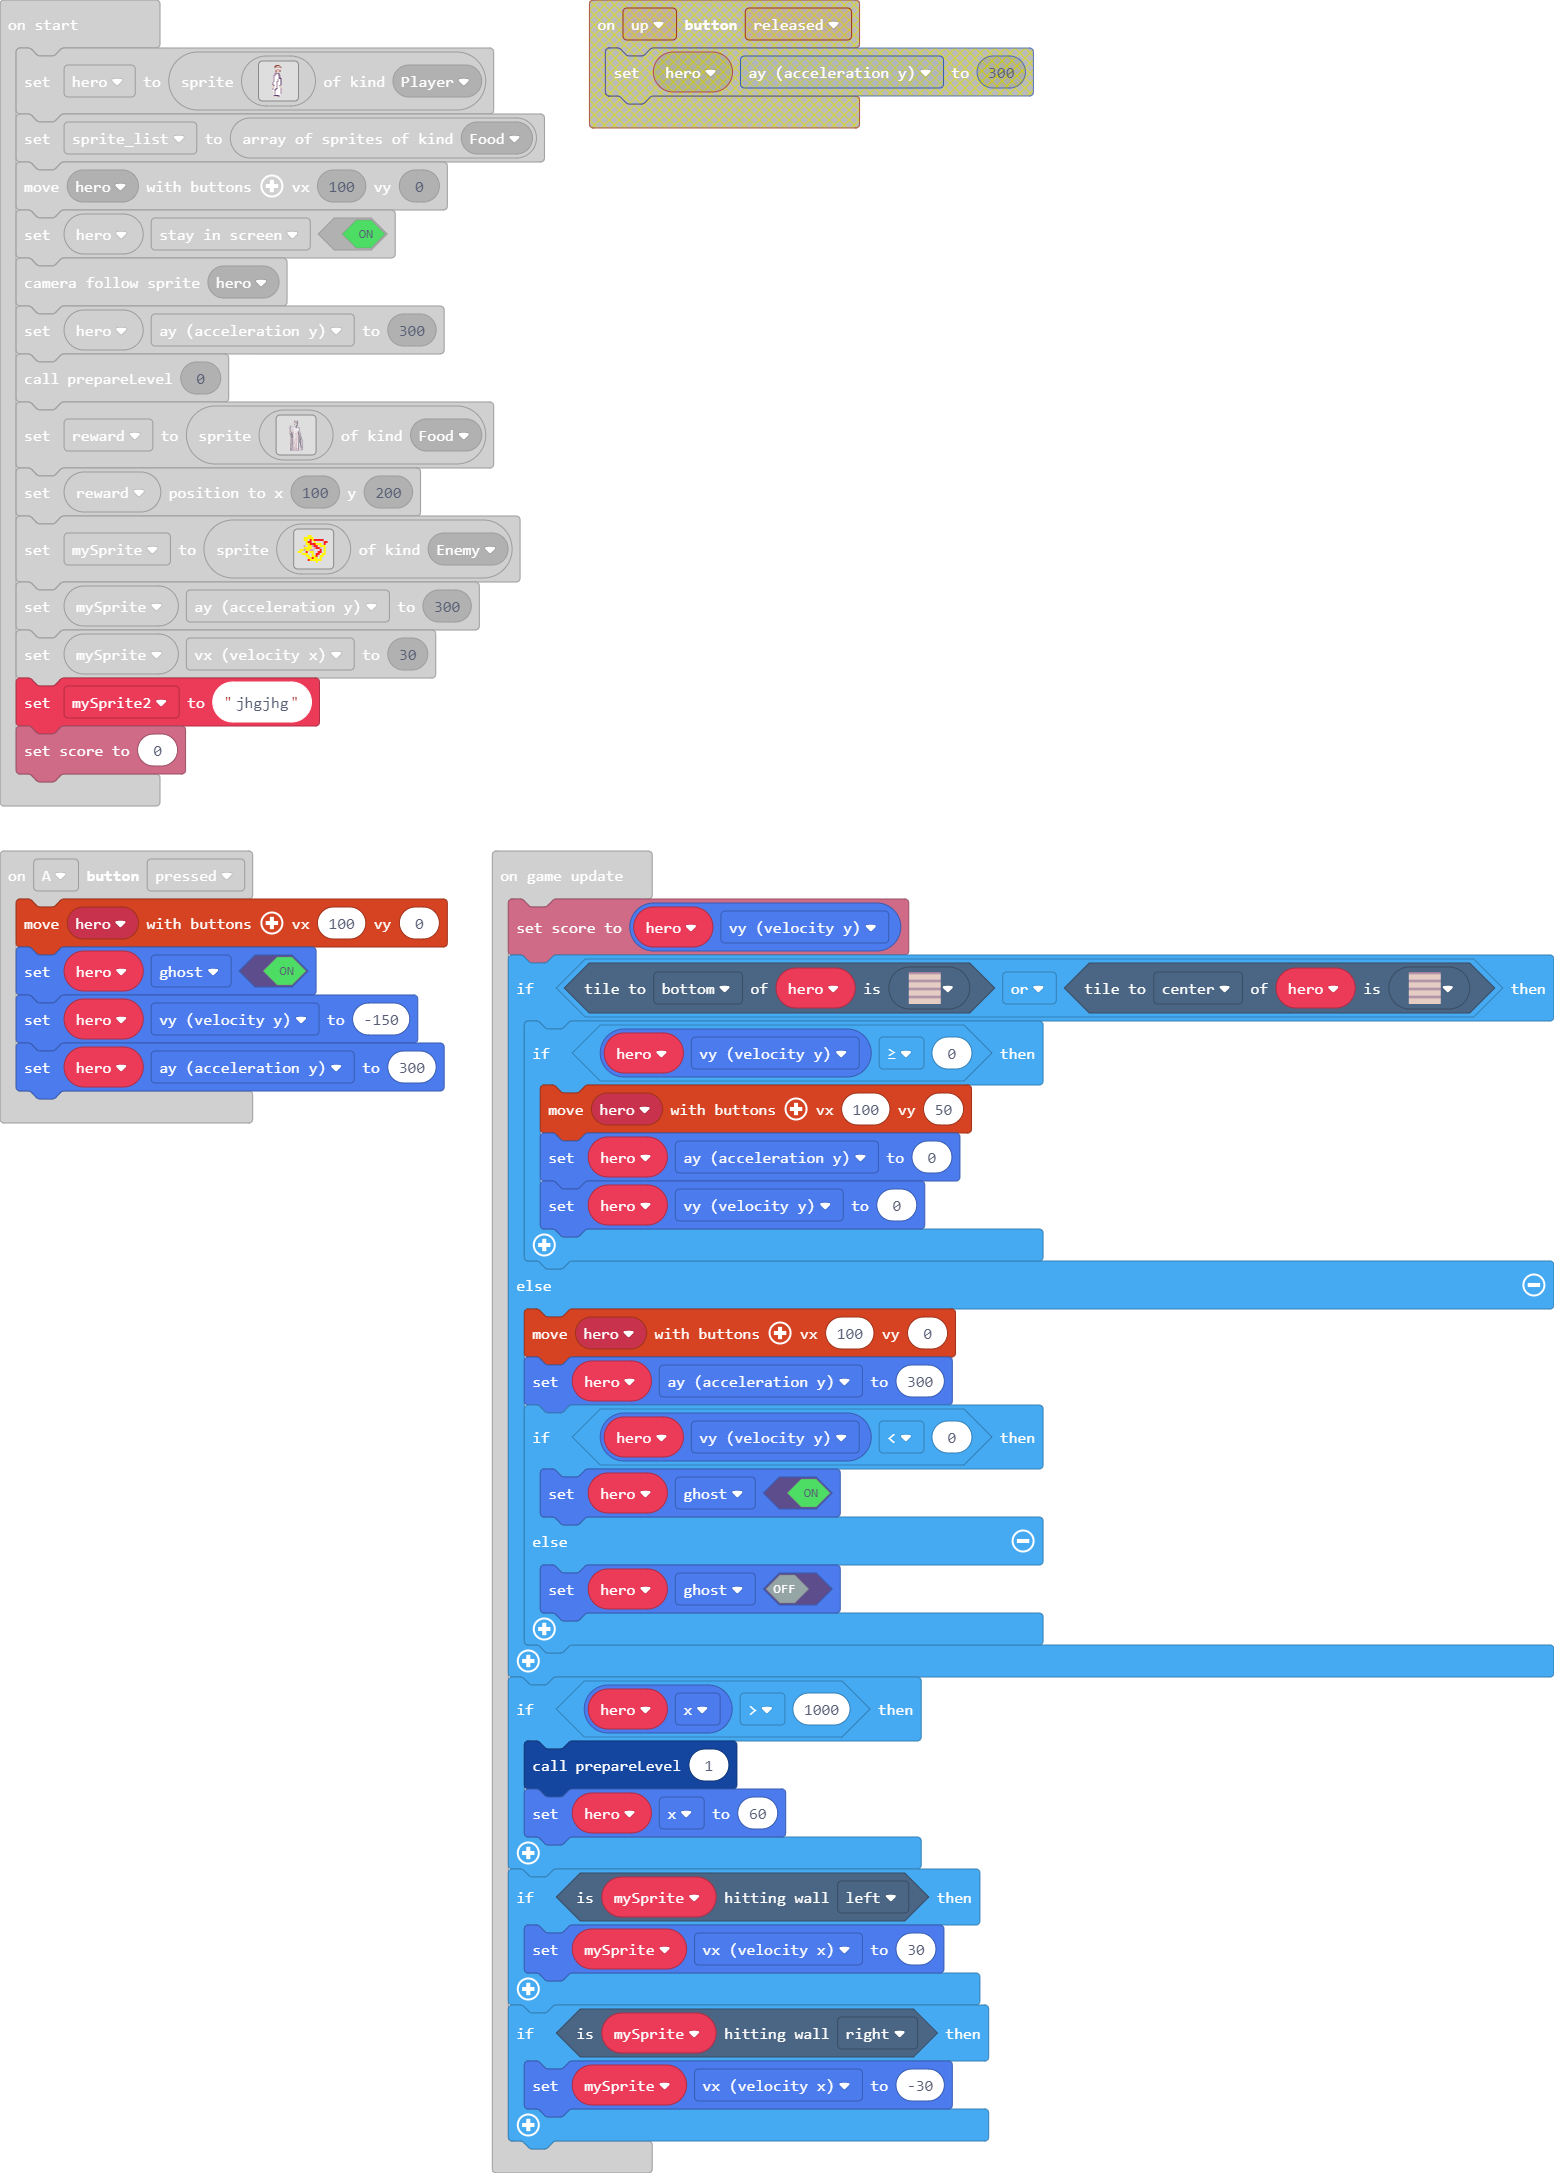 on start
set hero to sprite of kind Player
set sprite_list to array of sprites of kind Food
move hero with buttons vx 100 vy 0
set hero stay in screen ON
camera follow sprite hero
set hero ay (acceleration y) to 300
call prepareLevel 0
set reward to sprite of kind Food
set reward position to x 100 y 200
set mySprite to sprite of kind Enemy
set mySprite ay (acceleration y) to 300
set mySprite vx (velocity x) to 30
set mySprite2 to "jhgjhg"
set score to 0
on up button released
set hero ay (acceleration y) to 300
on A button pressed
move hero with buttons vx 100 vy 0
set hero ghost ON
set hero vy (velocity y) to -150
set hero ay (acceleration y) to 300
on game update
set score to hero vy (velocity y)
if tile to bottom of hero is or tile to center of hero is then
if hero vy (velocity y) ≥ 0 then
move hero with buttons vx 100 vy 50
set hero ay (acceleration y) to 0
set hero vy (velocity y) to 0
else
move hero with buttons vx 100 vy 0
set hero ay (acceleration y) to 300
if hero vy (velocity y) < 0 then
set hero ghost ON
else
set hero ghost OFF
if hero x > 1000 then
call prepareLevel 1
set hero x to 60
if is mySprite hitting wall left then
set mySprite vx (velocity x) to 30
if is mySprite hitting wall right then
set mySprite vx (velocity x) to -30